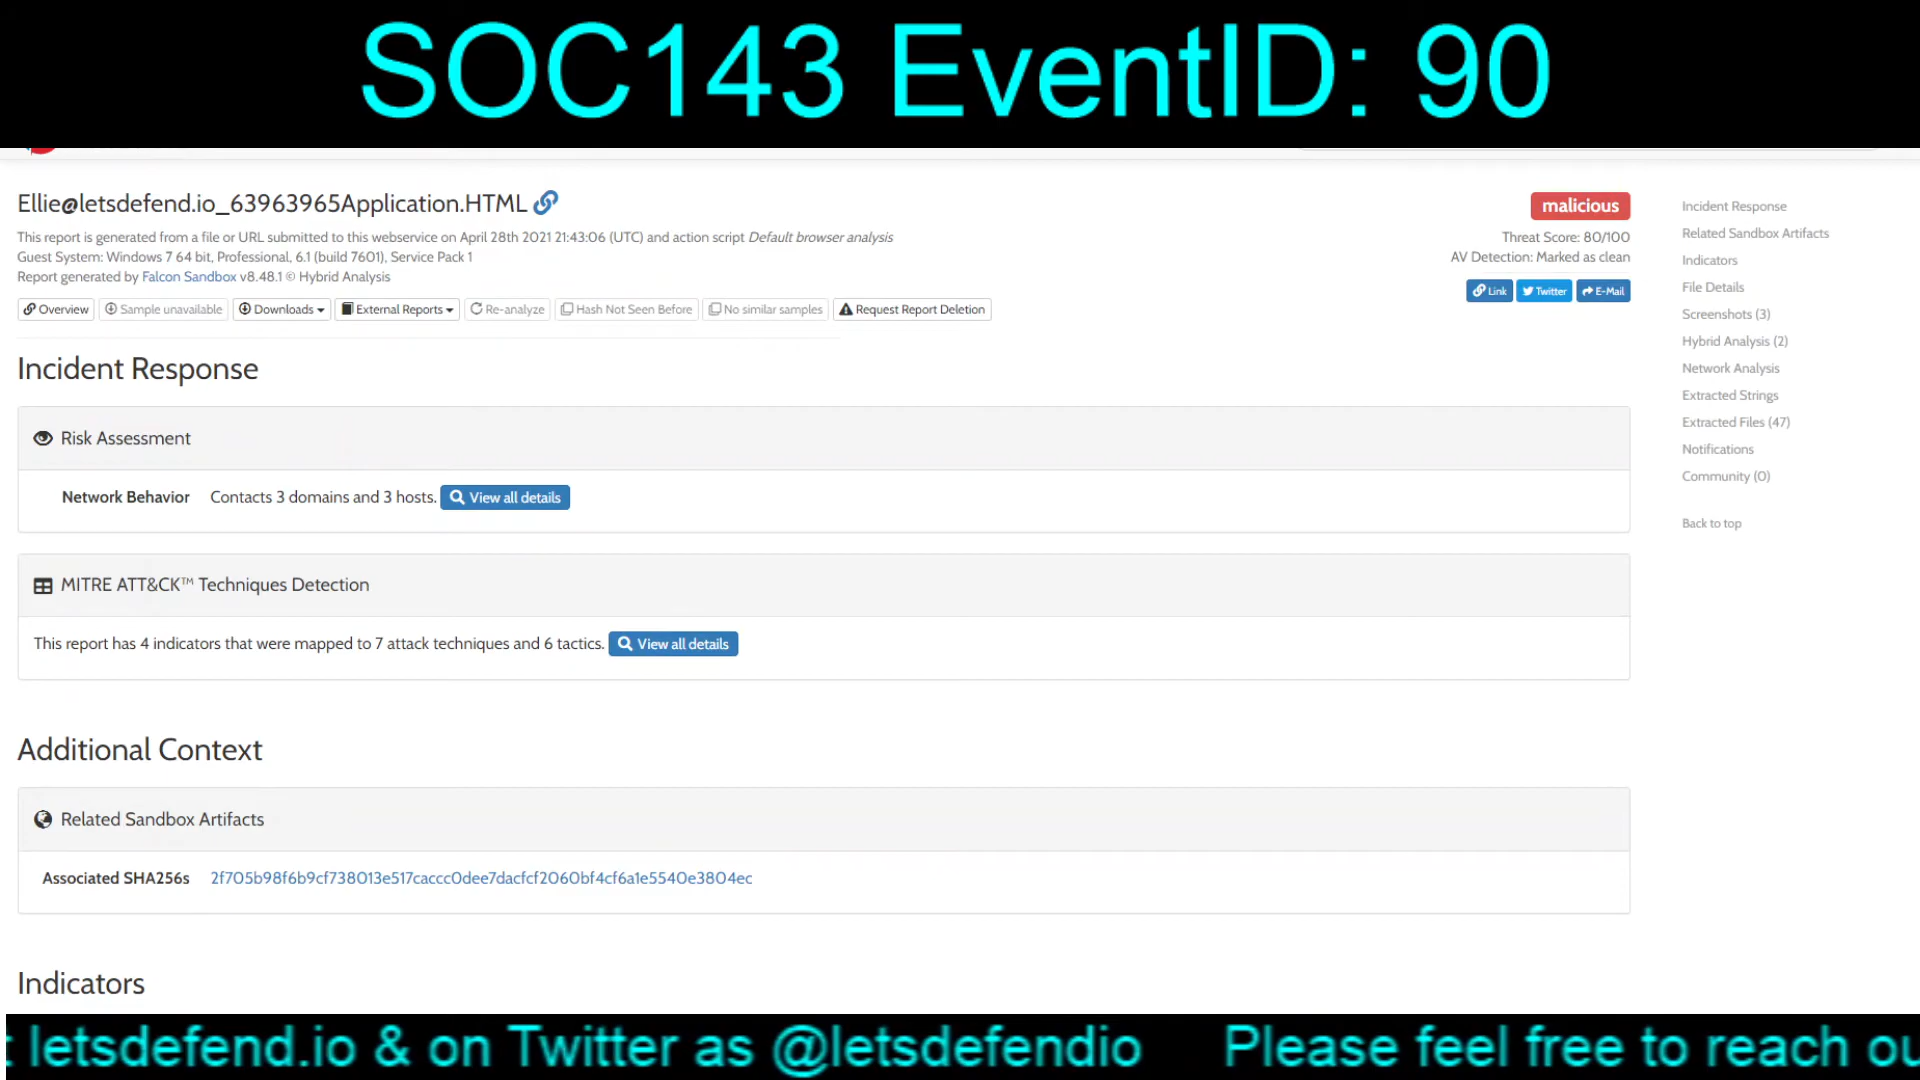 SOC143 EventID: 90
Ellie@letsdefend.io_63963965Application.HTML
malicious
This report is generated from a file or URL submitted to this webservice on April 28th 2021 21:43:06 (UTC) and action script Default browser analysis
Threat Score: 80/100
Guest System: Windows 7 64 bit, Professional, 6.1 (build 7601), Service Pack 1
AV Detection: Marked as clean
Report generated by Falcon Sandbox v8.48.1 © Hybrid Analysis
Link Twitter E-Mail
Overview Sample unavailable Downloads External Reports Re-analyze Hash Not Seen Before No similar samples Request Report Deletion
Incident Response
Risk Assessment
Network Behavior Contacts 3 domains and 3 hosts. View all details
MITRE ATT&CK™ Techniques Detection
This report has 4 indicators that were mapped to 7 attack techniques and 6 tactics. View all details
Additional Context
Related Sandbox Artifacts
Associated SHA256s 2f705b98f6b9cf738013e517caccc0dee7dacfcf2060bf4cf6a1e5540e3804ec
Indicators
Incident Response
Related Sandbox Artifacts
Indicators
File Details
Screenshots (3)
Hybrid Analysis (2)
Network Analysis
Extracted Strings
Extracted Files (47)
Notifications
Community (0)
Back to top
: letsdefend.io & on Twitter as @letsdefendio Please feel free to reach ou